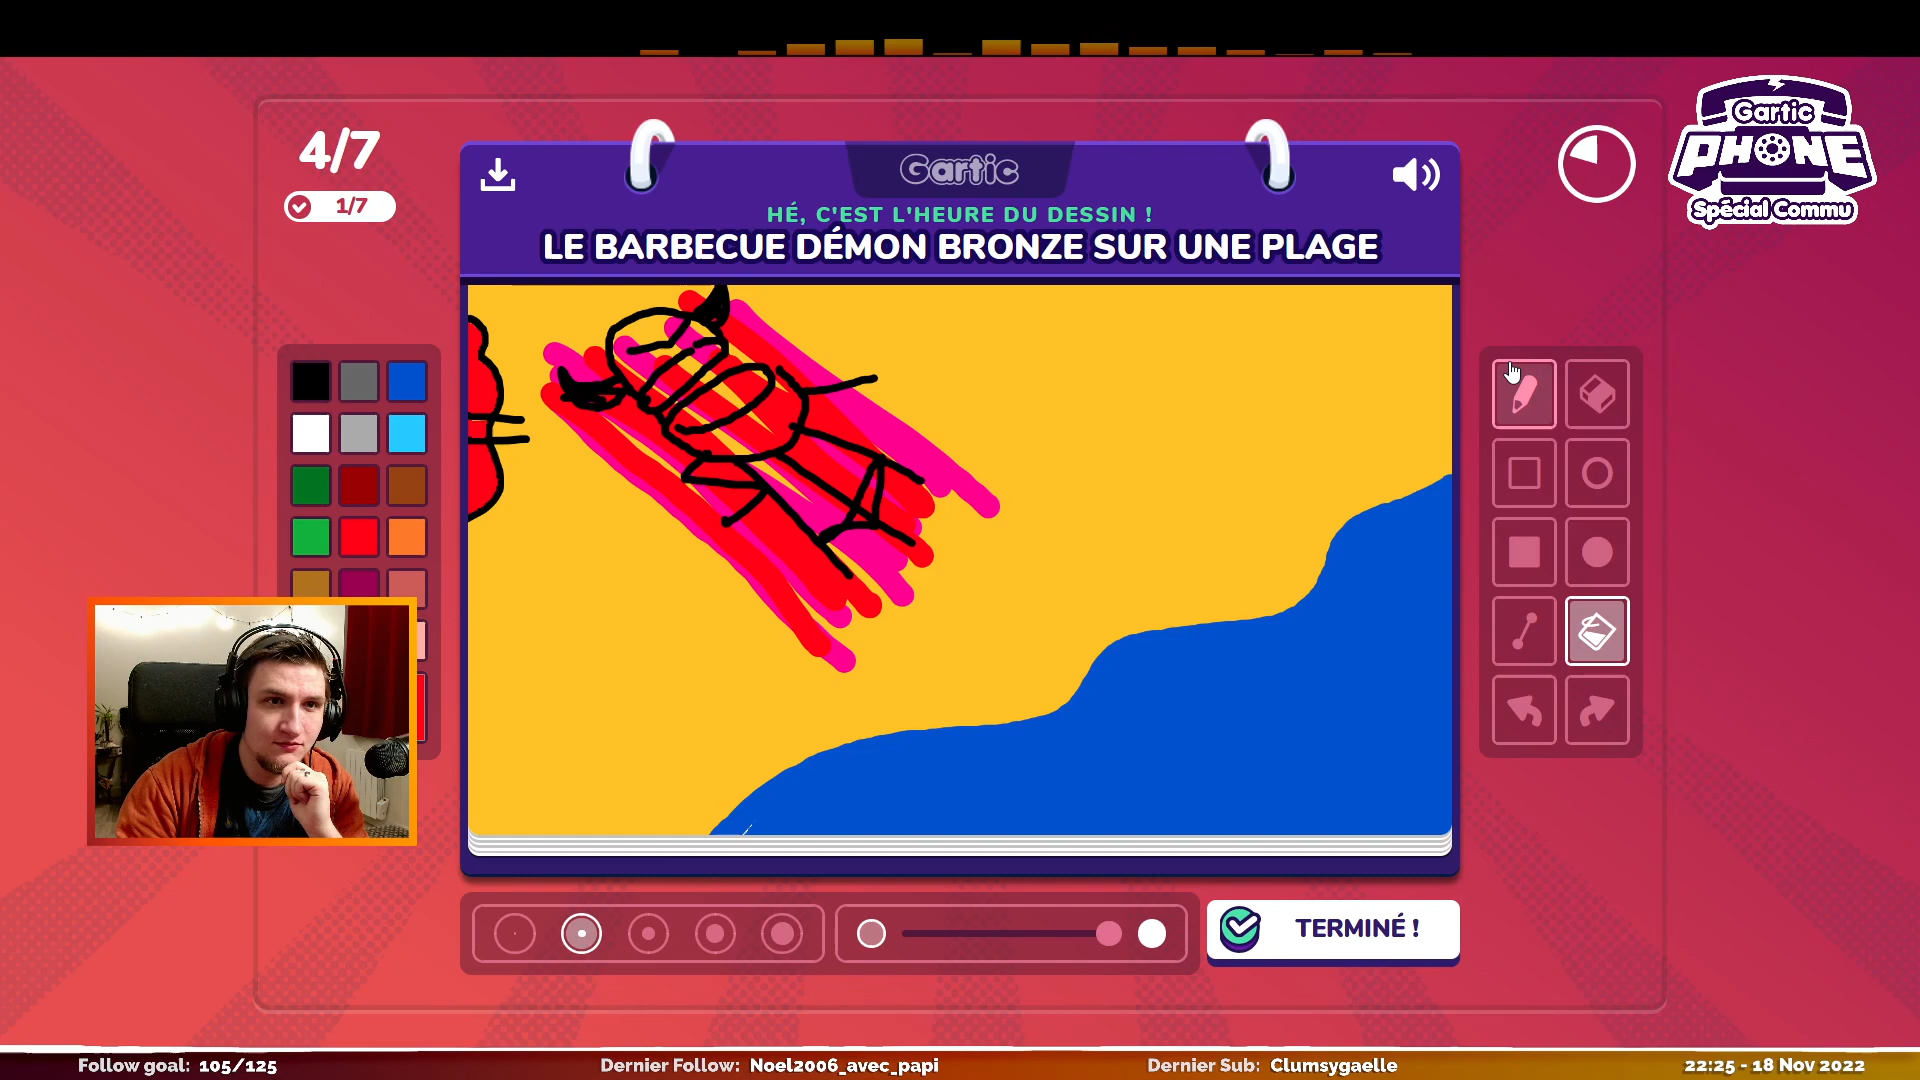 4/7
1/7
Gartic
HÉ, C'EST L'HEURE DU DESSIN !
LE BARBECUE DÉMON BRONZE SUR UNE PLAGE
Gartic
PHONE
Spécial Commu
TERMINÉ !
Follow goal: 105/125
Dernier Follow: Noel2006_avec_papi
Dernier Sub: Clumsygaelle
22:25 - 18 Nov 2022